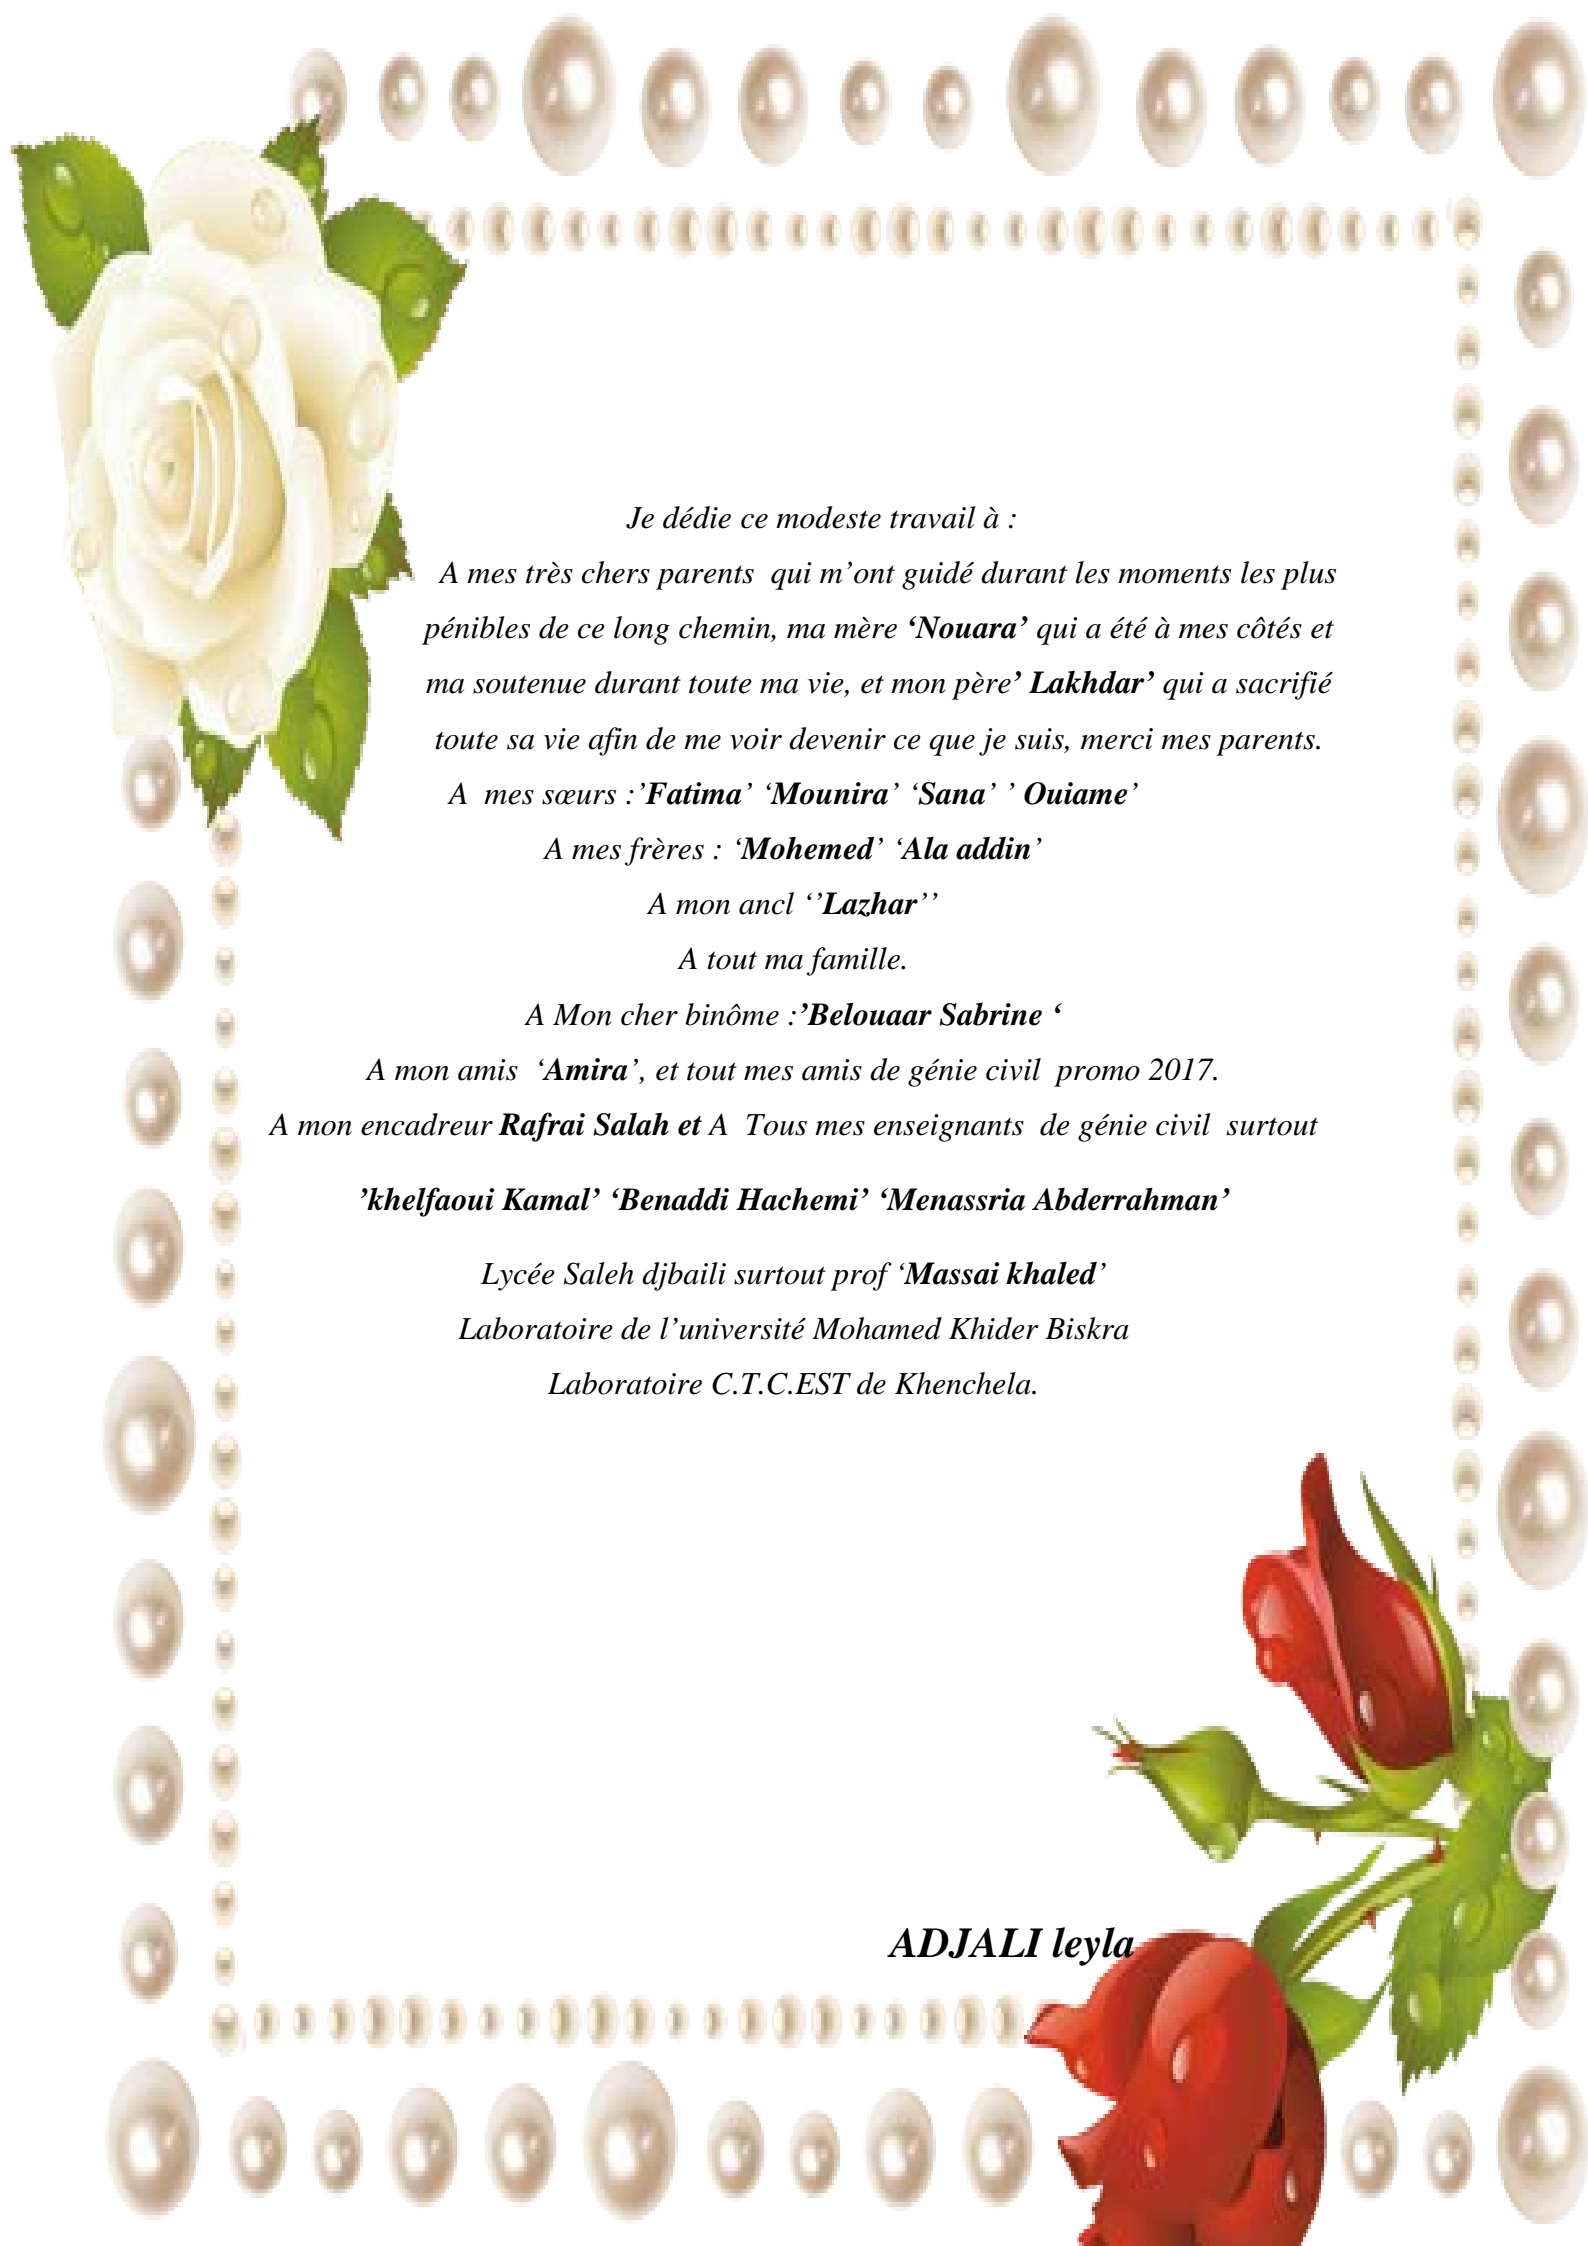 Je dédie ce modeste travail à :
A mes très chers parents  qui m’ont guidé durant les moments les plus
pénibles de ce long chemin, ma mère ‘Nouara’ qui a été à mes côtés et
ma soutenue durant toute ma vie, et mon père’ Lakhdar’ qui a sacrifié
toute sa vie afin de me voir devenir ce que je suis, merci mes parents.
A  mes sœurs :’Fatima’ ‘Mounira’ ‘Sana’ ’ Ouiame’
A mes frères : ‘Mohemed’ ‘Ala addin’
A mon ancl ‘’Lazhar’’
A tout ma famille.
A Mon cher binôme :’Belouaar Sabrine ‘
A mon amis  ‘Amira’, et tout mes amis de génie civil  promo 2017.
A mon encadreur Rafrai Salah et A  Tous mes enseignants  de génie civil  surtout
’khelfaoui Kamal’ ‘Benaddi Hachemi’ ‘Menassria Abderrahman’
Lycée Saleh djbaili surtout prof ‘Massai khaled’
Laboratoire de l’université Mohamed Khider Biskra
Laboratoire C.T.C.EST de Khenchela.
ADJALI leyla